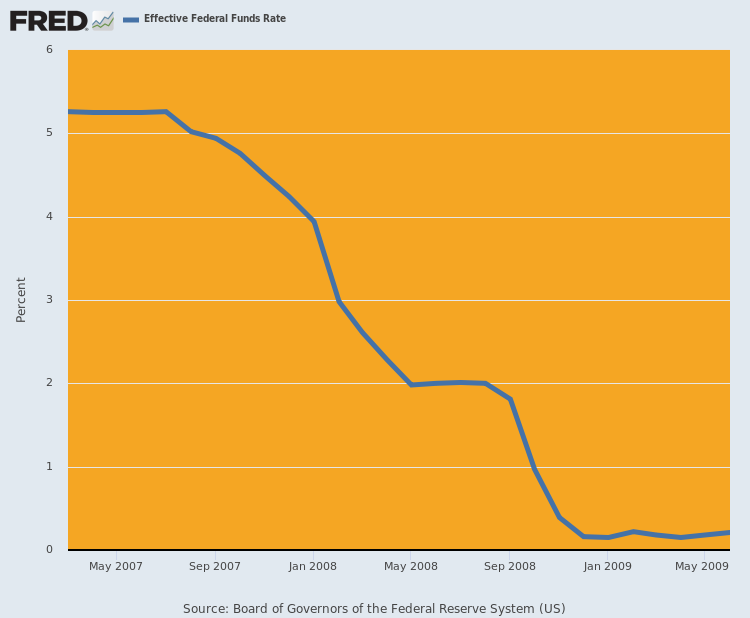 FRED
Effective Federal Funds Rate
6
5
4
3
2
1
0
Percent
May 2007 Sep 2007 Jan 2008 May 2008 Sep 2008 Jan 2009 May 2009
Source: Board of Governors of the Federal Reserve System (US)